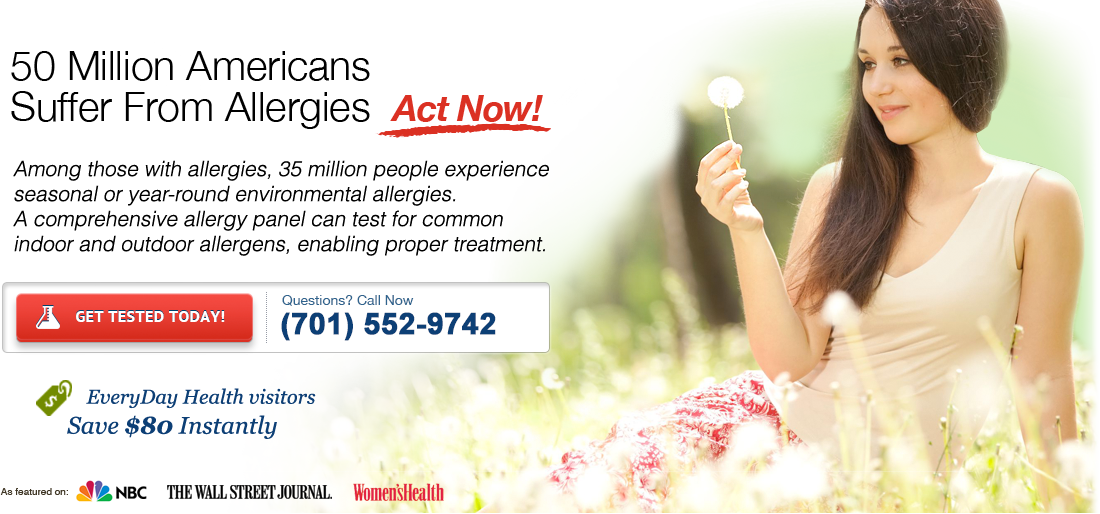 50 Million Americans
Suffer From Allergies Act Now!
Among those with allergies, 35 million people experience
seasonal or year-round environmental allergies.
A comprehensive allergy panel can test for common
indoor and outdoor allergens, enabling proper treatment.
GET TESTED TODAY!
Questions? Call Now
(701) 552-9742
$
EveryDay Health visitors
Save $80 Instantly
As featured on: NBC THE WALL STREET JOURNAL. Women'sHealth